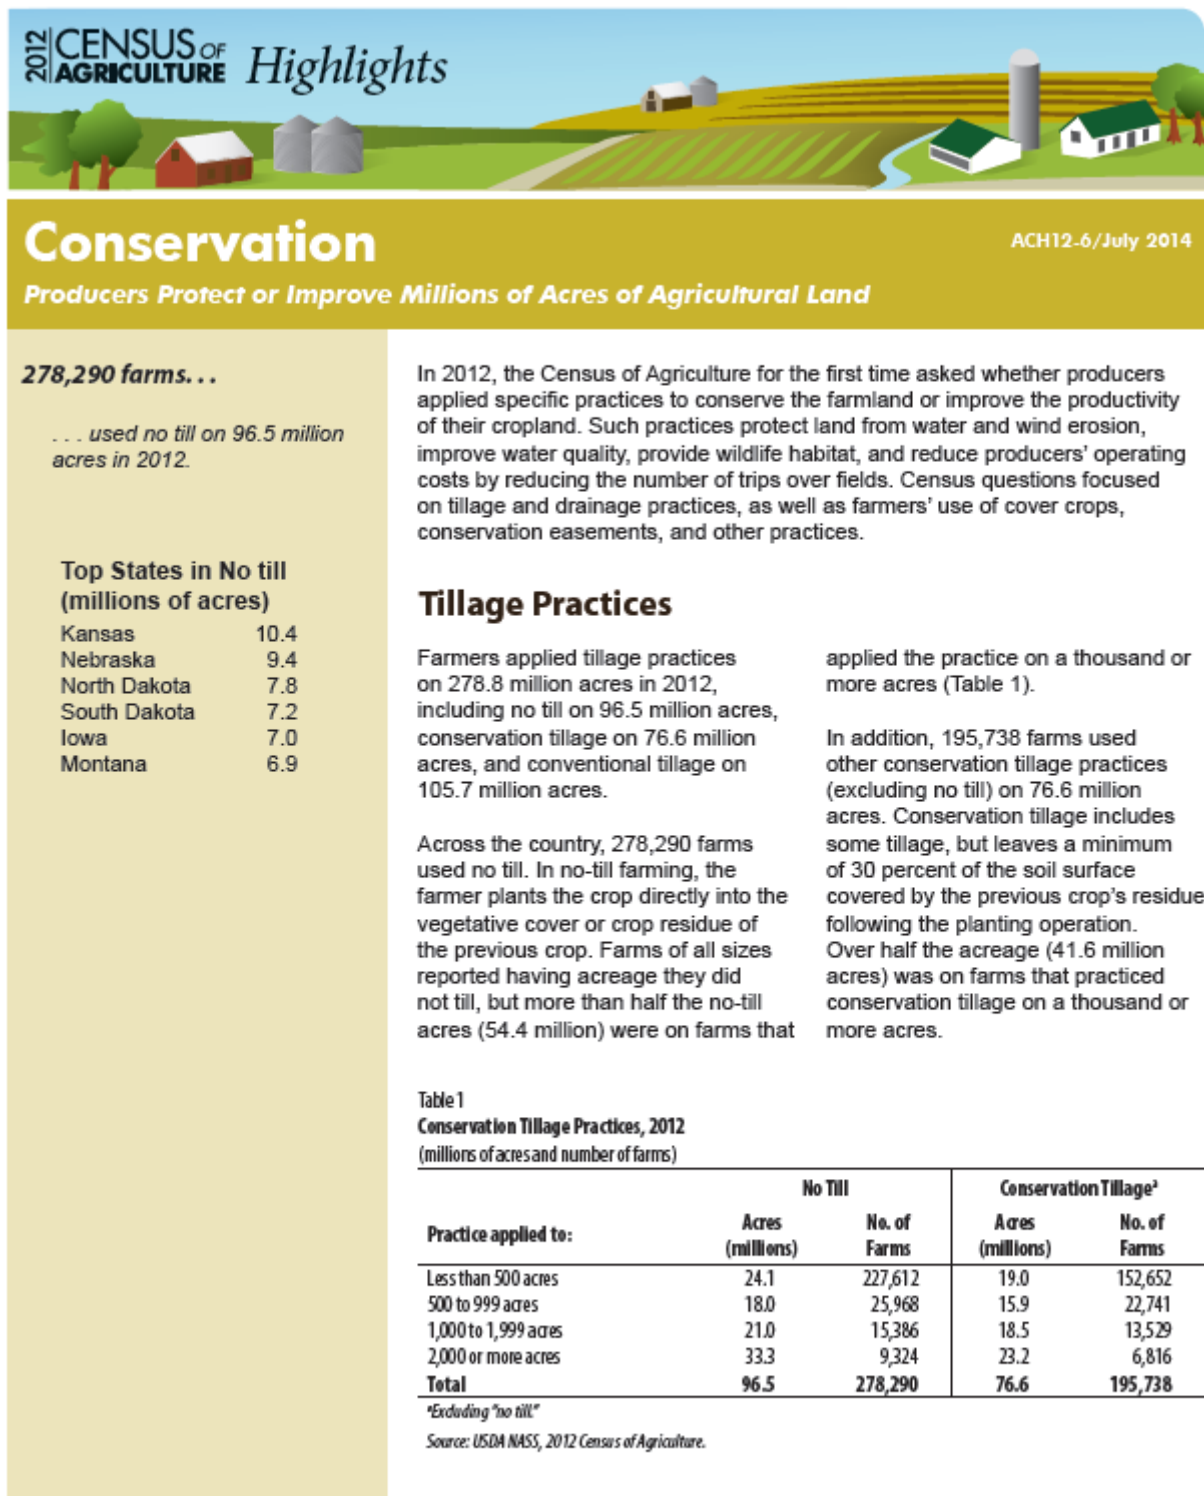 2012 CENSUS OF AGRICULTURE Highlights
Conservation
ACH12-6/July 2014
Producers Protect or Improve Millions of Acres of Agricultural Land
278,290 farms. . .
. . . used no till on 96.5 million
acres in 2012.
Top States in No till
(millions of acres)
Kansas 10.4
Nebraska 9.4
North Dakota 7.8
South Dakota 7.2
Iowa 7.0
Montana 6.9
In 2012, the Census of Agriculture for the first time asked whether producers
applied specific practices to conserve the farmland or improve the productivity
of their cropland. Such practices protect land from water and wind erosion,
improve water quality, provide wildlife habitat, and reduce producers' operating
costs by reducing the number of trips over fields. Census questions focused
on tillage and drainage practices, as well as farmers' use of cover crops,
conservation easements, and other practices.
Tillage Practices
Farmers applied tillage practices
on 278.8 million acres in 2012,
including no till on 96.5 million acres,
conservation tillage on 76.6 million
acres, and conventional tillage on
105.7 million acres.
Across the country, 278,290 farms
used no till. In no-till farming, the
farmer plants the crop directly into the
vegetative cover or crop residue of
the previous crop. Farms of all sizes
reported having acreage they did
not till, but more than half the no-till
acres (54.4 million) were on farms that
applied the practice on a thousand or
more acres (Table 1).
In addition, 195,738 farms used
other conservation tillage practices
(excluding no till) on 76.6 million
acres. Conservation tillage includes
some tillage, but leaves a minimum
of 30 percent of the soil surface
covered by the previous crop's residue
following the planting operation.
Over half the acreage (41.6 million
acres) was on farms that practiced
conservation tillage on a thousand or
more acres.
Table 1
Conservation Tillage Practices, 2012
(millions of acres and number of farms)
No Till Conservation Tillageª
Practice applied to: Acres (millions) No. of Farms Acres (millions) No. of Farms
Less than 500 acres 24.1 227,612 19.0 152,652
500 to 999 acres 18.0 25,968 15.9 22,741
1,000 to 1,999 acres 21.0 15,386 18.5 13,529
2,000 or more acres 33.3 9,324 23.2 6,816
Total 96.5 278,290 76.6 195,738
ªExcluding "no till."
Source: USDA NASS, 2012 Census of Agriculture.